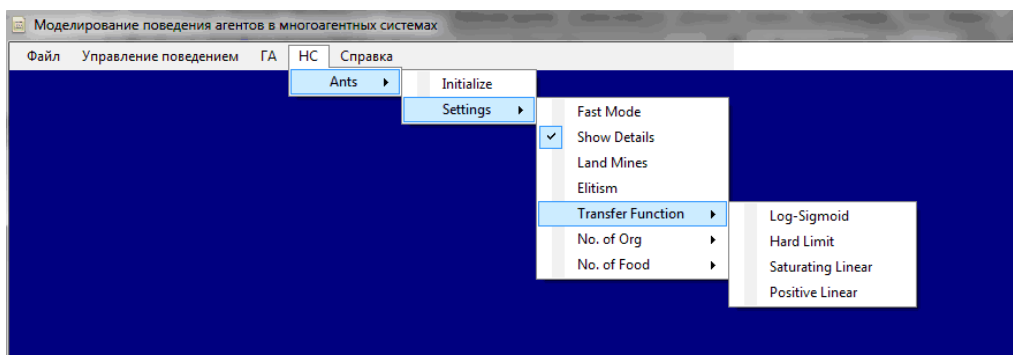 Моделирование поведения агентов в многоагентных системах
Файл Управление поведением ГА НС Справка
Ants Initialize
Settings Fast Mode
Show Details
Land Mines
Elitism
Transfer Function Log-Sigmoid
No. of Org Hard Limit
No. of Food Saturating Linear
Positive Linear